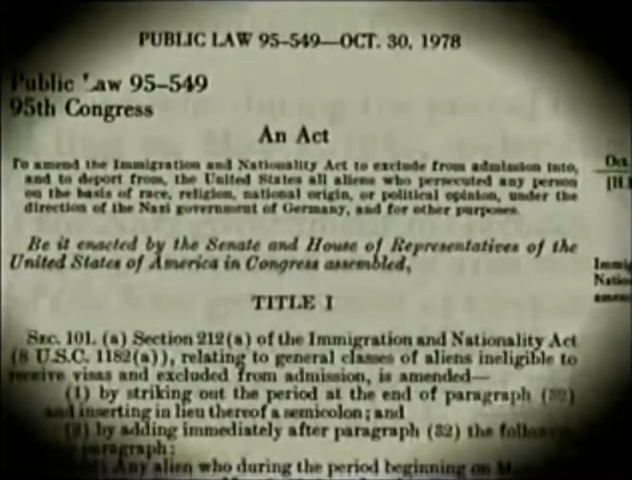 PUBLIC LAW 95-549—OCT. 30, 1978
Public Law 95-549
95th Congress
An Act
To amend the Immigration and Nationality Act to exclude from admission into,
and to deport from, the United States all aliens who persecuted any person
on the basis of race, religion, national origin, or political opinion, under the
direction of the Nazi government of Germany, and for other purposes.
Be it enacted by the Senate and House of Representatives of the
United States of America in Congress assembled,
TITLE I
SEC. 101. (a) Section 212(a) of the Immigration and Nationality Act
(8 U.S.C. 1182(a)), relating to general classes of aliens ineligible to
receive visas and excluded from admission, is amended—
(1) by striking out the period at the end of paragraph (32)
and inserting in lieu thereof a semicolon; and
(2) by adding immediately after paragraph (32) the
paragraph:
Any alien who during the period beginning on